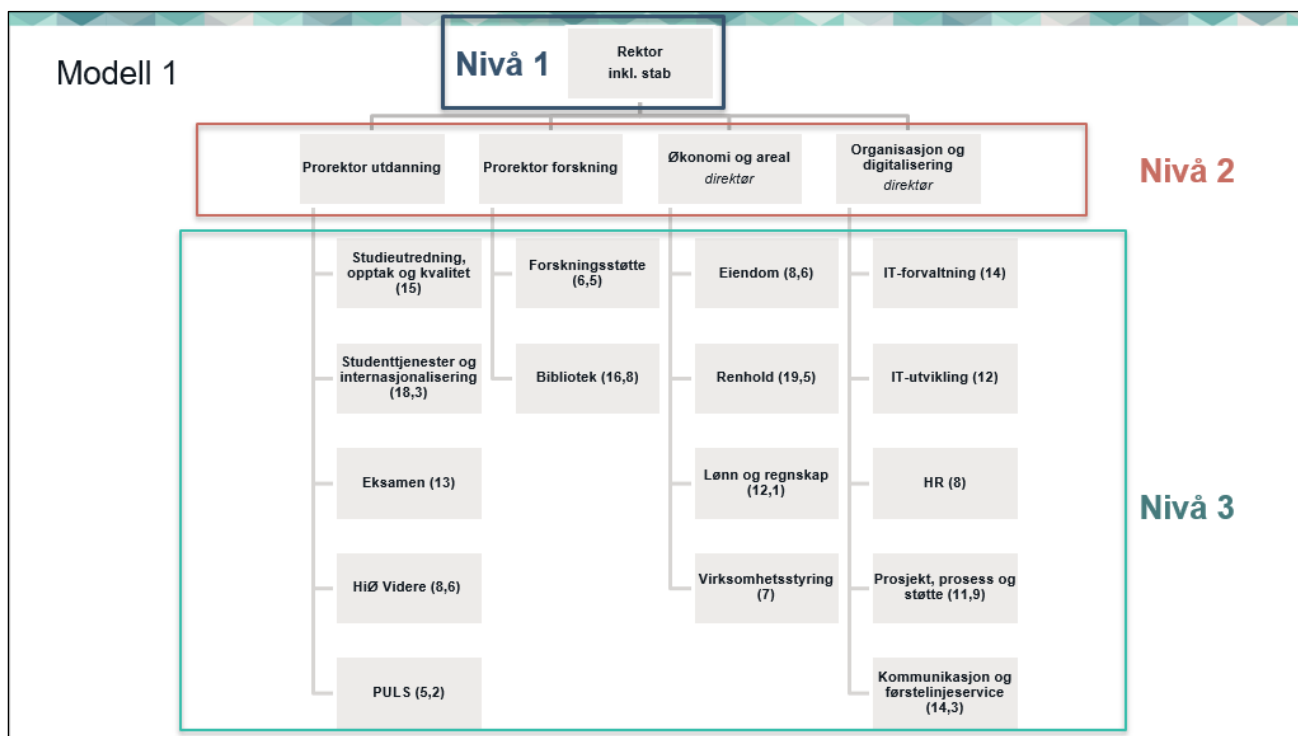 Modell 1
Nivå 1
Rektor
inkl. stab
Prorektor utdanning
Prorektor forskning
Økonomi og areal
direktør
Organisasjon og
digitalisering
direktør
Nivå 2
Studieutredning,
opptak og kvalitet
(15)
Forskningsstøtte
(6,5)
Eiendom (8,6)
IT-forvaltning (14)
Studenttjenester og
internasjonalisering
(18,3)
Bibliotek (16,8)
Renhold (19,5)
IT-utvikling (12)
Eksamen (13)
Lønn og regnskap
(12,1)
HR (8)
Nivå 3
HiØ Videre (8,6)
Virksomhetsstyring
(7)
Prosjekt, prosess og
støtte (11,9)
PULS (5,2)
Kommunikasjon og
førstelinjeservice
(14,3)